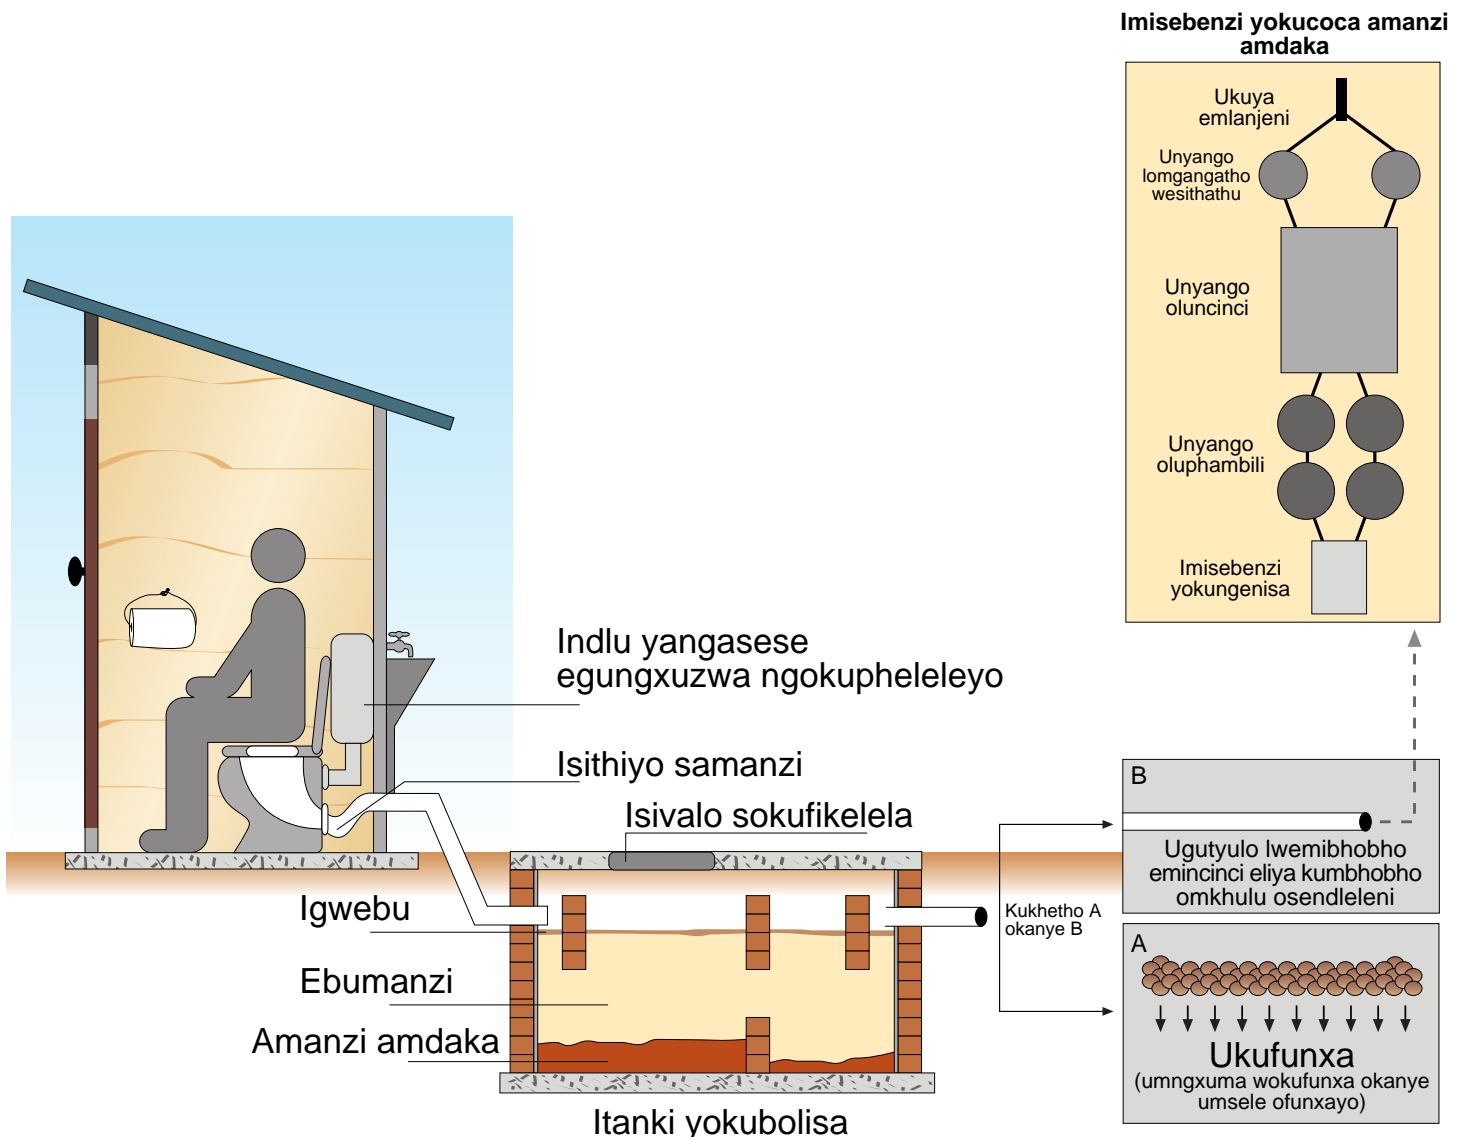 Imisebenzi yokucoca amanzi
amdaka
Ukuya
emlanjeni
Unyango
lomgangatho
wesithathu
Unyango
oluncinci
Unyango
oluphambili
Imisebenzi
yokungenisa
Indlu yangasese
egungxuzwa ngokupheleleyo
Isithiyo samanzi
Isivalo sokufikelela
Igwebu
Ebumanzi
Amanzi amdaka
Itanki yokubolisa
Kukhetho A
okanye B
B
Ugutyulo lwemibhobho
emincinci eliya kumbhobho
omkhulu osendleleni
A
Ukufunxa
(umngxuma wokufunxa okanye
umsele ofunxayo)